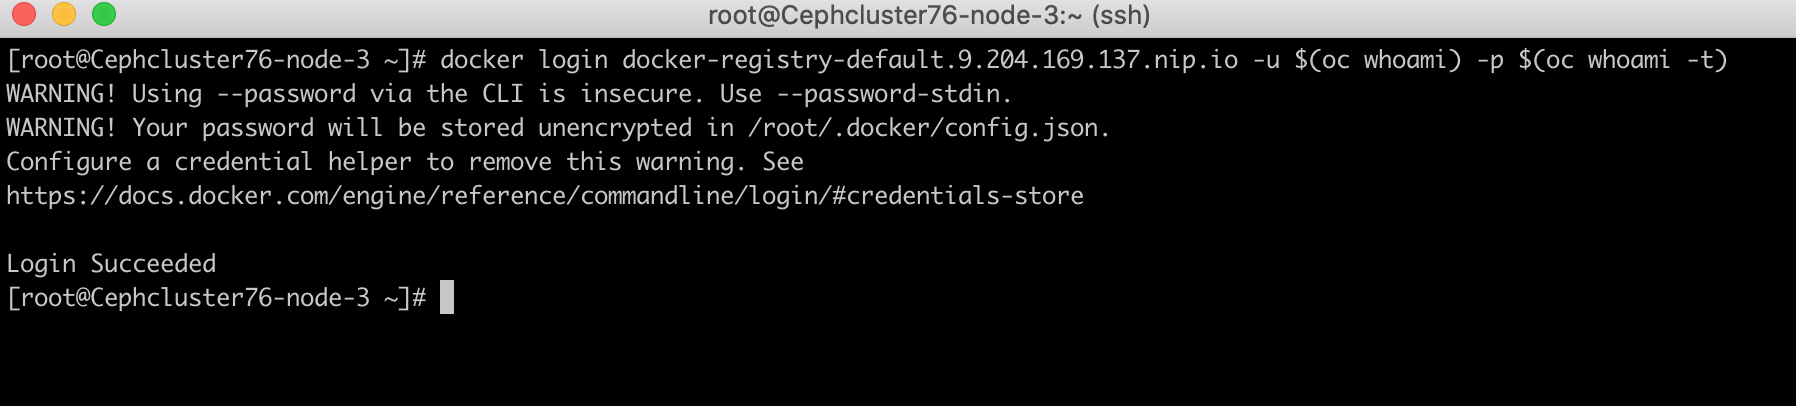 root@Cephcluster76-node-3:~ (ssh)
[root@Cephcluster76-node-3 ~]# docker login docker-registry-default.9.204.169.137.nip.io -u $(oc whoami) -p $(oc whoami -t)
WARNING! Using --password via the CLI is insecure. Use --password-stdin.
WARNING! Your password will be stored unencrypted in /root/.docker/config.json.
Configure a credential helper to remove this warning. See
https://docs.docker.com/engine/reference/commandline/login/#credentials-store
Login Succeeded
[root@Cephcluster76-node-3 ~]#